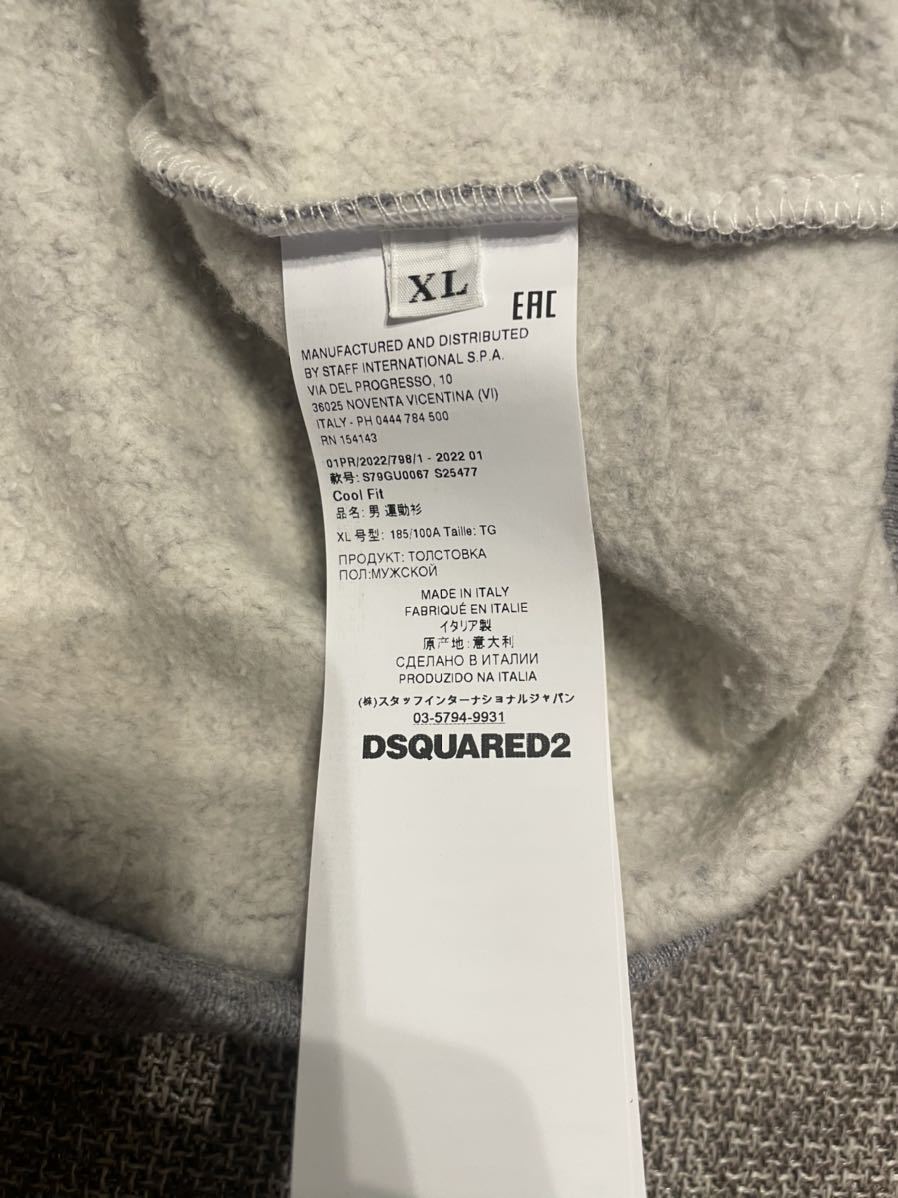 XL
EAC
MANUFACTURED AND DISTRIBUTED
BY STAFF INTERNATIONAL S.P.A.
VIA DEL PROGRESSO, 10
36025 NOVENTA VICENTINA (VI)
ITALY - PH 0444 784 500
RN 154143
01PR/2022/798/1 - 2022 01
款号: S79GU0067 S25477
Cool Fit
品名: 男 運動衫
XL 号型: 185/100A Taille: TG
ПРОДУКТ: ТОЛСТОВКА
ПОЛ:МУЖСКОЙ
MADE IN ITALY
FABRIQUÉ EN ITALIE
イタリア製
原产地: 意大利
СДЕЛАНО В ИТАЛИИ
PRODUZIDO NA ITALIA
(株)スタッフインターナショナルジャパン
03-5794-9931
DSQUARED2